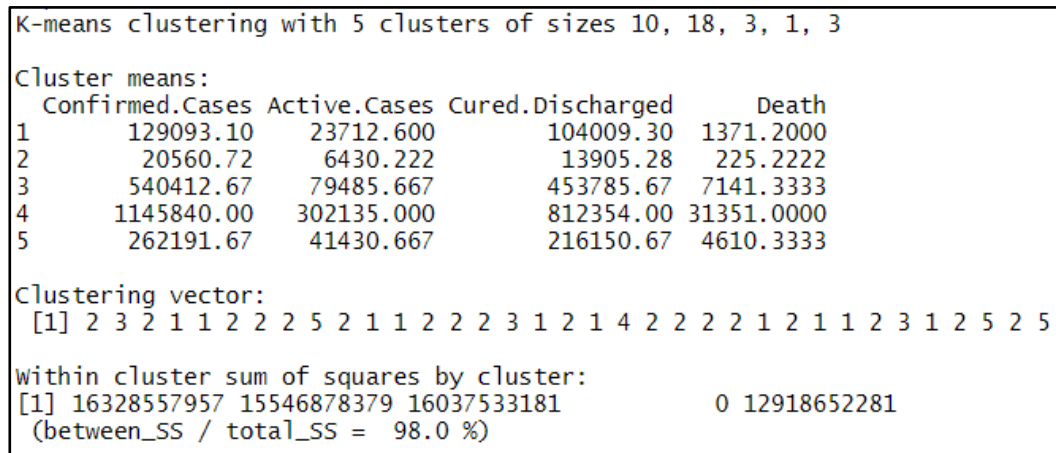 K-means clustering with 5 clusters of sizes 10, 18, 3, 1, 3
Cluster means:
Confirmed.Cases Active.Cases Cured.Discharged Death
1 129093.10 23712.600 104009.30 1371.2000
2 20560.72 6430.222 13905.28 225.2222
3 540412.67 79485.667 453785.67 7141.3333
4 1145840.00 302135.000 812354.00 31351.0000
5 262191.67 41430.667 216150.67 4610.3333
Clustering vector:
[1] 2 3 2 1 1 2 2 2 5 2 1 1 2 2 2 3 1 2 1 4 2 2 2 2 1 2 1 1 2 3 1 2 5 2 5
Within cluster sum of squares by cluster:
[1] 16328557957 15546878379 16037533181 0 12918652281
(between_SS / total_SS = 98.0 %)